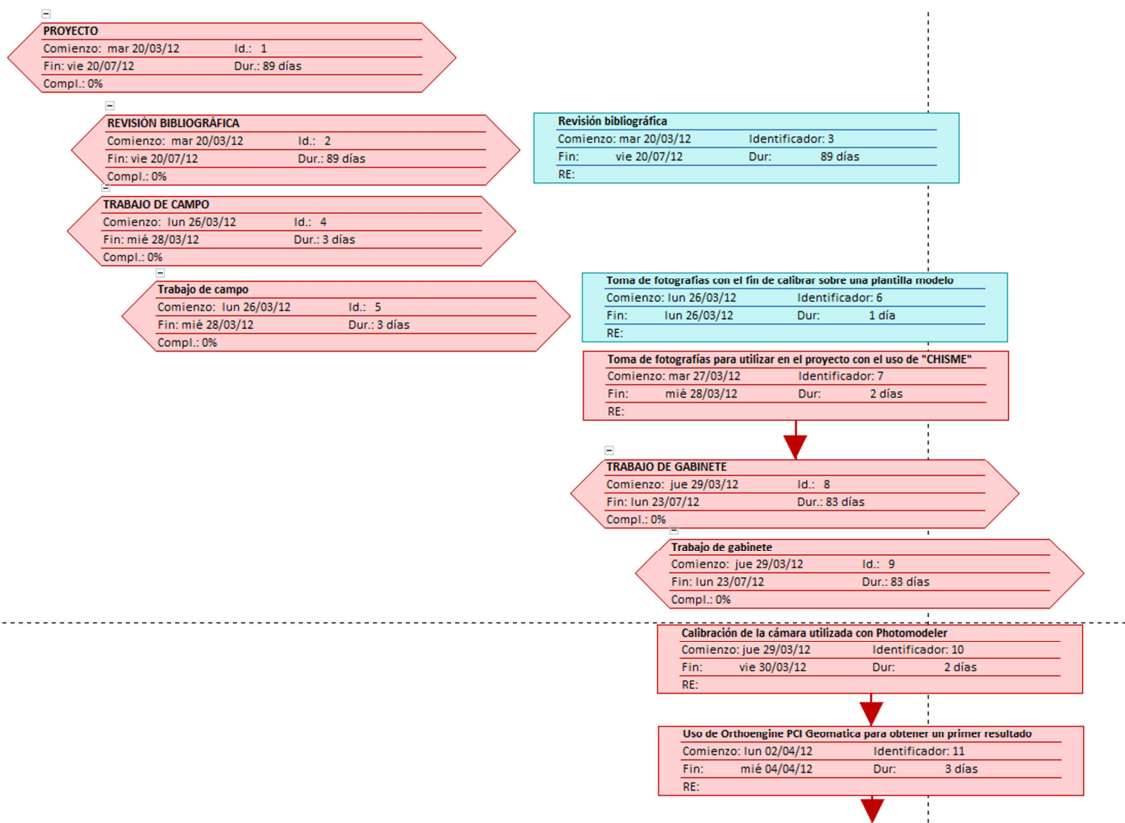 PROYECTO
Comienzo: mar 20/03/12 Id.: 1
Fin: vie 20/07/12 Dur.: 89 días
Compl.: 0%
REVISIÓN BIBLIOGRÁFICA
Comienzo: mar 20/03/12 Id.: 2
Fin: vie 20/07/12 Dur.: 89 días
Compl.: 0%
Revisión bibliográfica
Comienzo: mar 20/03/12 Identificador: 3
Fin: vie 20/07/12 Dur: 89 días
RE:
TRABAJO DE CAMPO
Comienzo: lun 26/03/12 Id.: 4
Fin: mié 28/03/12 Dur.: 3 días
Compl.: 0%
Trabajo de campo
Comienzo: lun 26/03/12 Id.: 5
Fin: mié 28/03/12 Dur.: 3 días
Compl.: 0%
Toma de fotografías con el fin de calibrar sobre una plantilla modelo
Comienzo: lun 26/03/12 Identificador: 6
Fin: lun 26/03/12 Dur: 1 día
RE:
Toma de fotografías para utilizar en el proyecto con el uso de "CHISME"
Comienzo: mar 27/03/12 Identificador: 7
Fin: mié 28/03/12 Dur: 2 días
RE:
TRABAJO DE GABINETE
Comienzo: jue 29/03/12 Id.: 8
Fin: lun 23/07/12 Dur.: 83 días
Compl.: 0%
Trabajo de gabinete
Comienzo: jue 29/03/12 Id.: 9
Fin: lun 23/07/12 Dur.: 83 días
Compl.: 0%
Calibración de la cámara utilizada con Photomodeler
Comienzo: jue 29/03/12 Identificador: 10
Fin: vie 30/03/12 Dur: 2 días
RE:
Uso de Orthoengine PCI Geomatica para obtener un primer resultado
Comienzo: lun 02/04/12 Identificador: 11
Fin: mié 04/04/12 Dur: 3 días
RE: